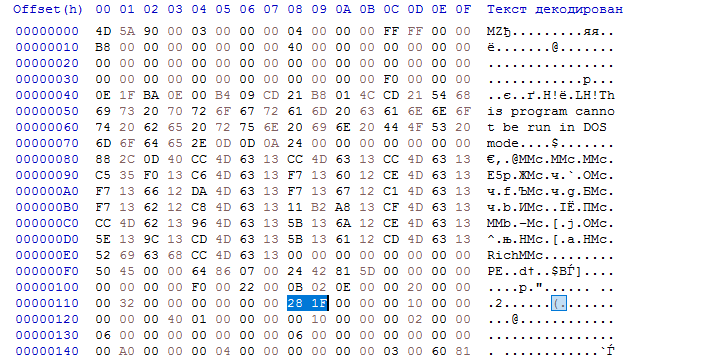 Offset(h) 00 01 02 03 04 05 06 07 08 09 0A 0B 0C 0D 0E 0F Текст декодирован
00000000 4D 5A 90 00 03 00 00 00 04 00 00 00 FF FF 00 00 MZђ.........яя..
00000010 B8 00 00 00 00 00 00 00 40 00 00 00 00 00 00 00 ё.......@.......
00000020 00 00 00 00 00 00 00 00 00 00 00 00 00 00 00 00 ................
00000030 00 00 00 00 00 00 00 00 00 00 00 00 F0 00 00 00 ............р...
00000040 0E 1F BA 0E 00 B4 09 CD 21 B8 01 4C CD 21 54 68 ..є..ґ.Н!ё.LН!Th
00000050 69 73 20 70 72 6F 67 72 61 6D 20 63 61 6E 6E 6F is program canno
00000060 74 20 62 65 20 72 75 6E 20 69 6E 20 44 4F 53 20 t be run in DOS
00000070 6D 6F 64 65 2E 0D 0D 0A 24 00 00 00 00 00 00 00 mode....$.......
00000080 88 2C 0D 40 CC 4D 63 13 CC 4D 63 13 CC 4D 63 13 €,.@МMc.МMc.МMc.
00000090 C5 35 F0 13 C6 4D 63 13 F7 13 60 12 CE 4D 63 13 Е5р.ЖMc.ч.`.ОMc.
000000A0 F7 13 66 12 DA 4D 63 13 F7 13 67 12 C1 4D 63 13 ч.f.ЪMc.ч.g.БMc.
000000B0 F7 13 62 12 C8 4D 63 13 11 B2 A8 13 CF 4D 63 13 ч.b.ИMc..ІЁ.ПMc.
000000C0 CC 4D 62 13 96 4D 63 13 5B 13 6A 12 CE 4D 63 13 МMb.–Mc.[.j.ОMc.
000000D0 5E 13 9C 13 CD 4D 63 13 5B 13 61 12 CD 4D 63 13 ^.њ.НMc.[.a.НMc.
000000E0 52 69 63 68 CC 4D 63 13 00 00 00 00 00 00 00 00 RichМMc.........
000000F0 50 45 00 00 64 86 07 00 24 42 81 5D 00 00 00 00 PE..d†..$BЃ]....
00000100 00 00 00 00 F0 00 22 00 0B 02 0E 00 00 20 00 00 ....р."...... ..
00000110 00 32 00 00 00 00 00 00 28 1F 00 00 00 10 00 00 .2......(.......
00000120 00 00 00 40 01 00 00 00 00 10 00 00 00 02 00 00 ...@............
00000130 06 00 00 00 00 00 00 00 06 00 00 00 00 00 00 00 ................
00000140 00 A0 00 00 00 04 00 00 00 00 00 00 03 00 60 81 . ............`Ѓ